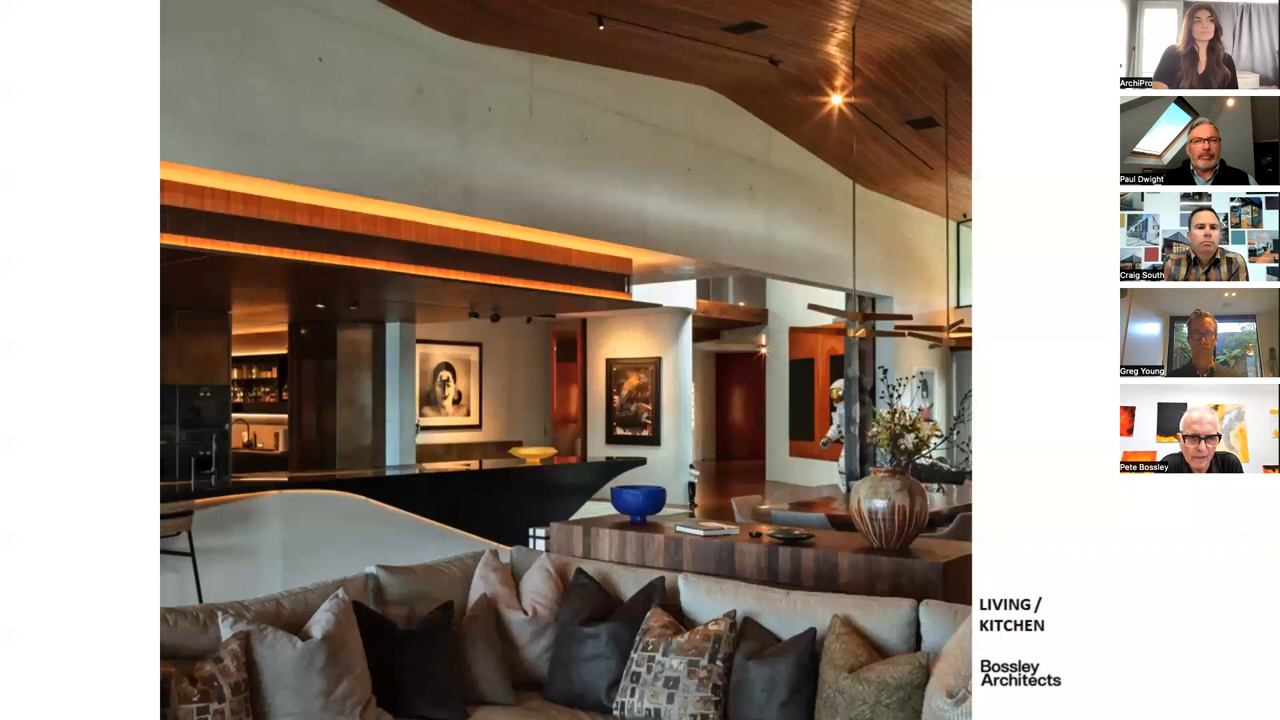 ArchiPro
Paul Dwight
Craig South
Greg Young
Pete Bossley
LIVING /
KITCHEN
Bossley
Architects